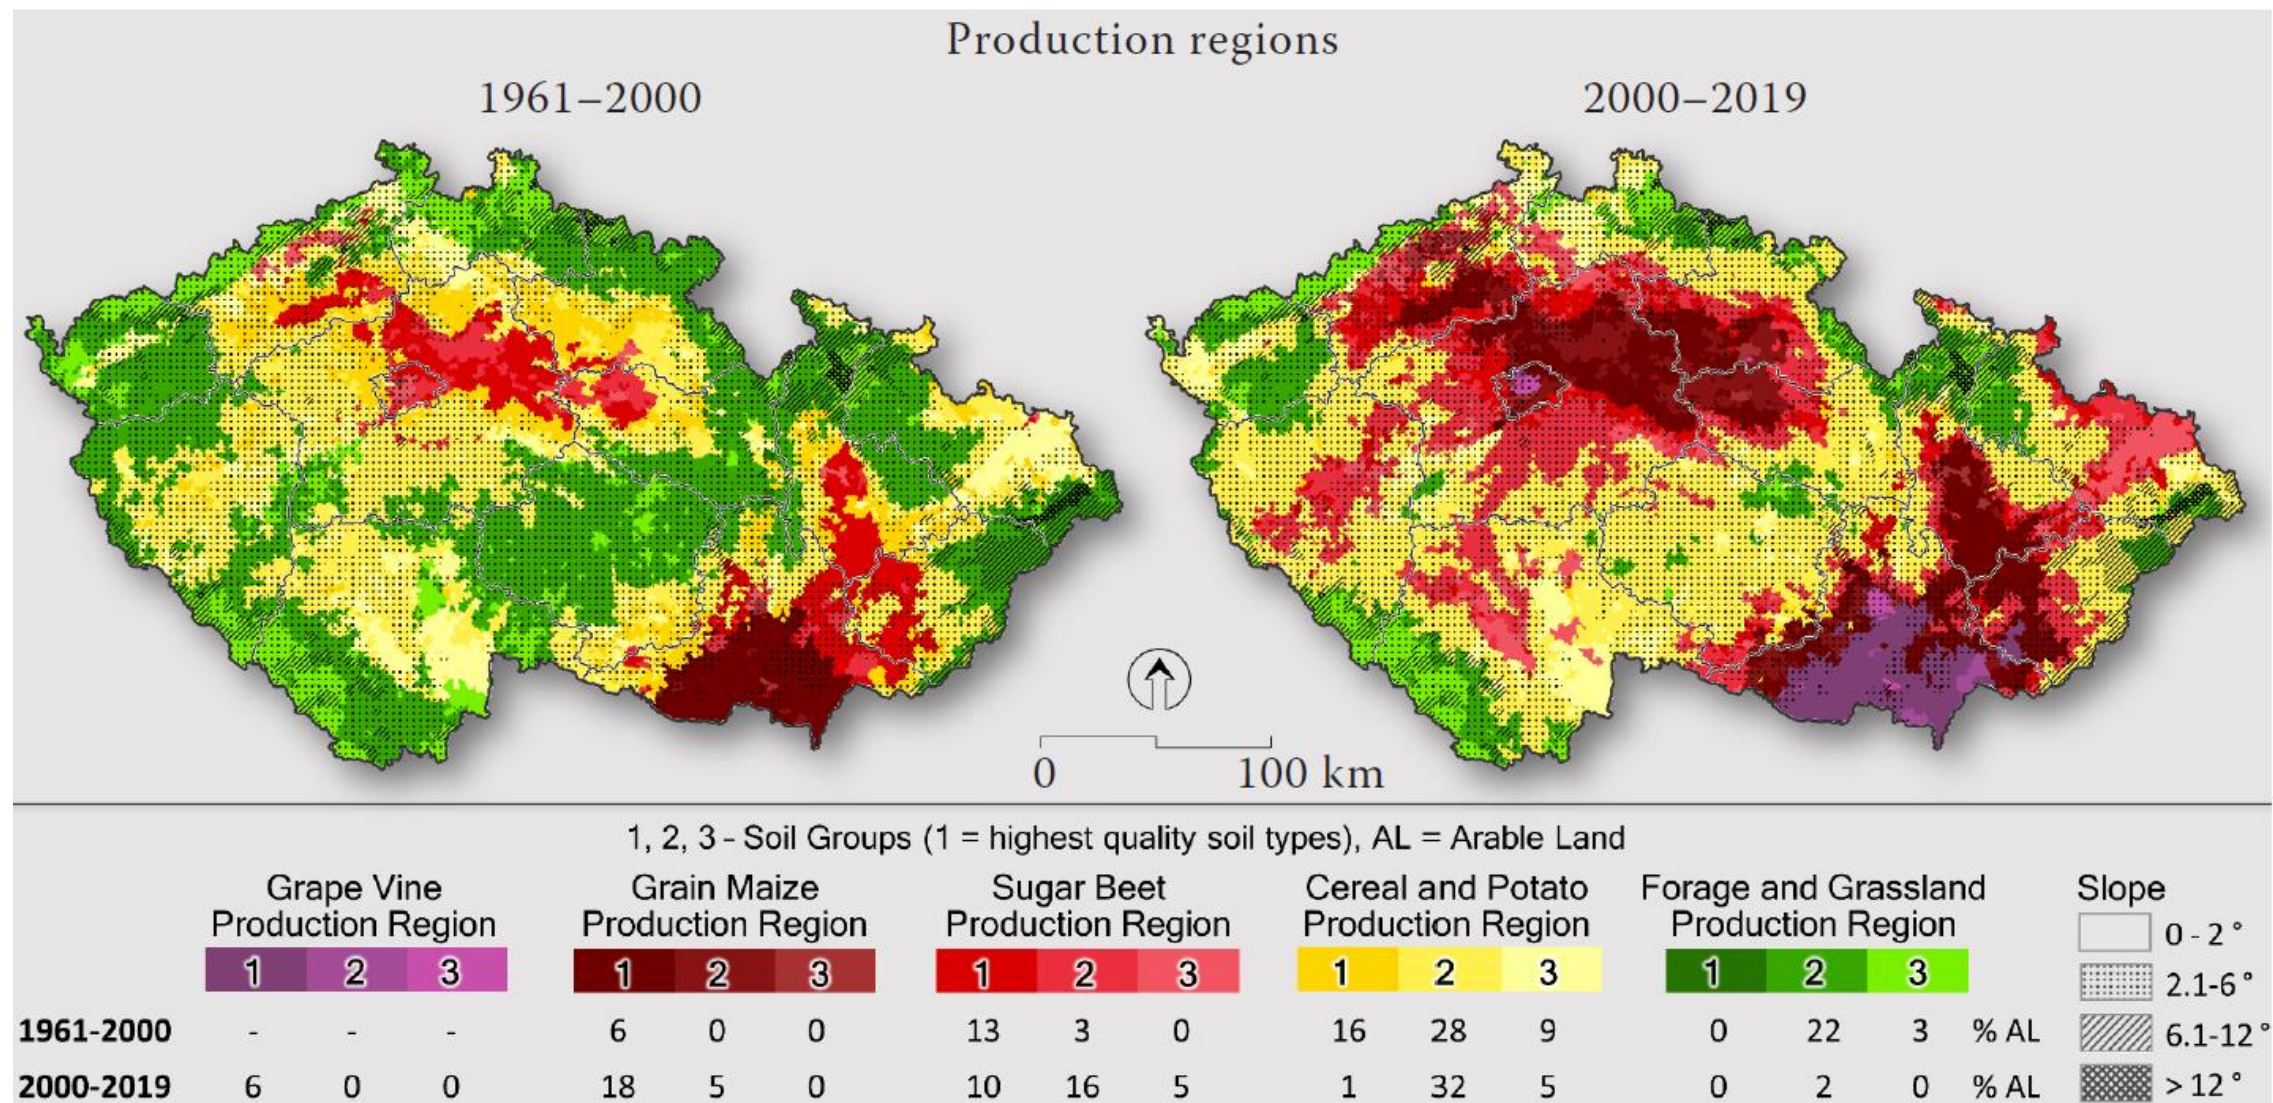 Production regions
1961–2000
2000–2019
0 100 km
1, 2, 3 - Soil Groups (1 = highest quality soil types), AL = Arable Land
Grape Vine
Production Region
1 2 3
Grain Maize
Production Region
1 2 3
Sugar Beet
Production Region
1 2 3
Cereal and Potato
Production Region
1 2 3
Forage and Grassland
Production Region
1 2 3
Slope
0 - 2 °
2.1-6 °
6.1-12 °
> 12 °
1961-2000 - - - 6 0 0 13 3 0 16 28 9 0 22 3 % AL
2000-2019 6 0 0 18 5 0 10 16 5 1 32 5 0 2 0 % AL